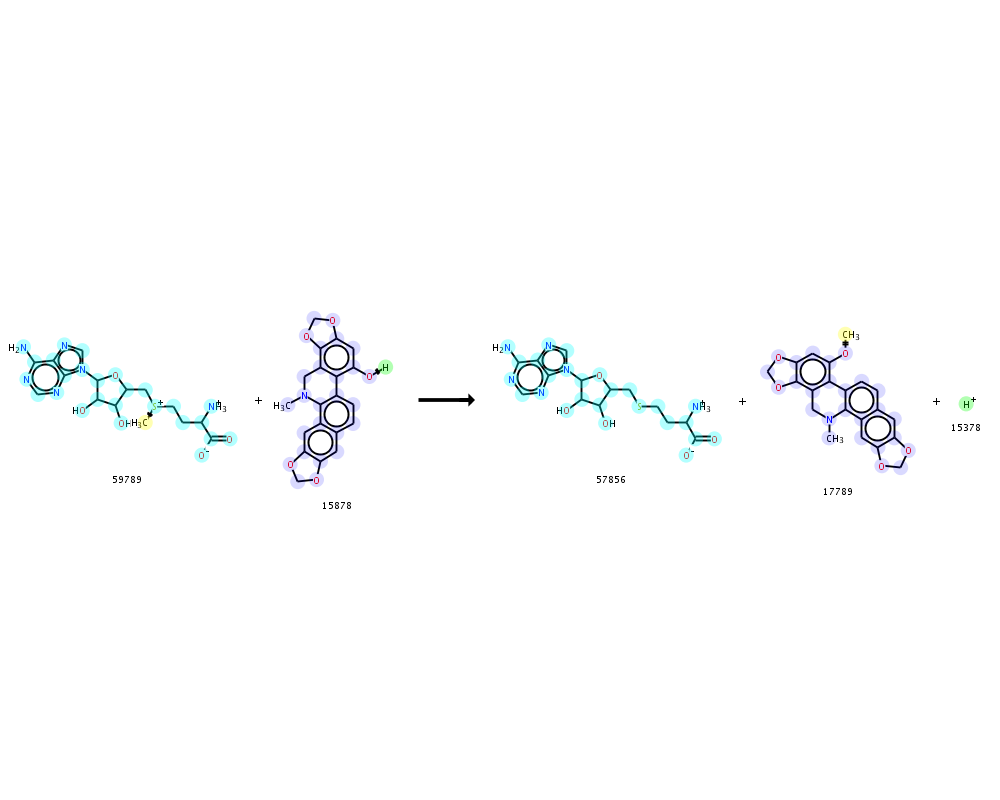 H2N N N N N N O HO OH S+ H3C NH3+ O O-
59789
+
O O O H N H3C O O
15878
H2N N N N N N O HO OH S NH3+ O O-
57856
+
CH3 O O O N CH3 O O
17789
+
H+
15378